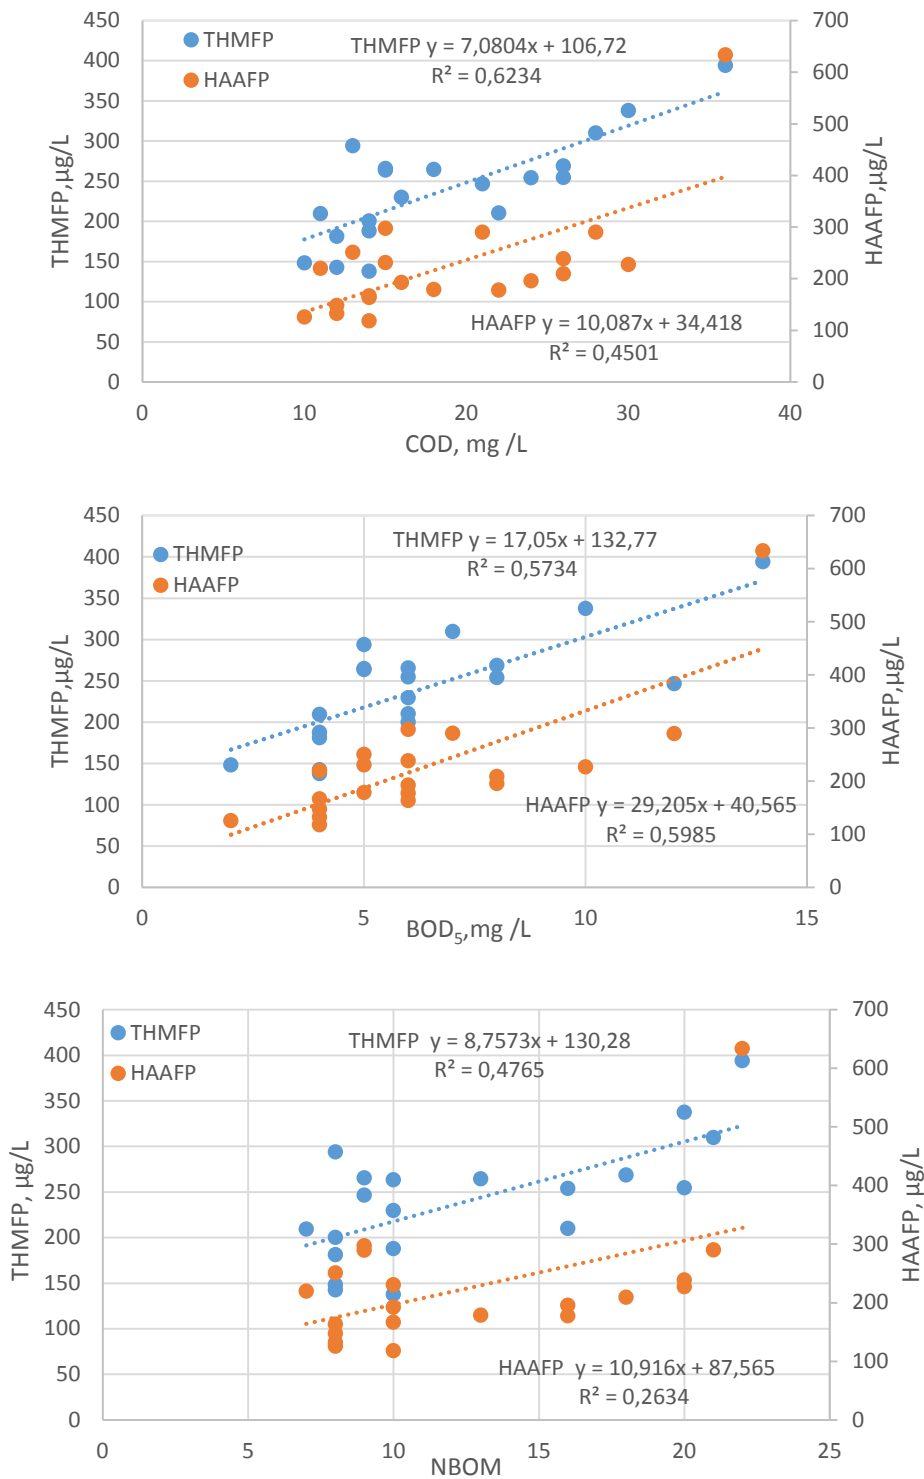 450
400
350
300
250
200
150
100
50
0
THMFP,µg/L
THMFP
HAAFP
THMFP y = 7,0804x + 106,72
R² = 0,6234
HAAFP y = 10,087x + 34,418
R² = 0,4501
700
600
500
400
300
200
100
0
HAAFP,µg/L
0 10 20 30 40
COD, mg /L
450
400
350
300
250
200
150
100
50
0
THMFP,µg/L
THMFP
HAAFP
THMFP y = 17,05x + 132,77
R² = 0,5734
HAAFP y = 29,205x + 40,565
R² = 0,5985
700
600
500
400
300
200
100
0
HAAFP,µg/L
0 5 10 15
BOD₅,mg /L
450
400
350
300
250
200
150
100
50
0
THMFP, µg/L
THMFP
HAAFP
THMFP y = 8,7573x + 130,28
R² = 0,4765
HAAFP y = 10,916x + 87,565
R² = 0,2634
700
600
500
400
300
200
100
0
HAAFP, µg/L
0 5 10 15 20 25
NBOM